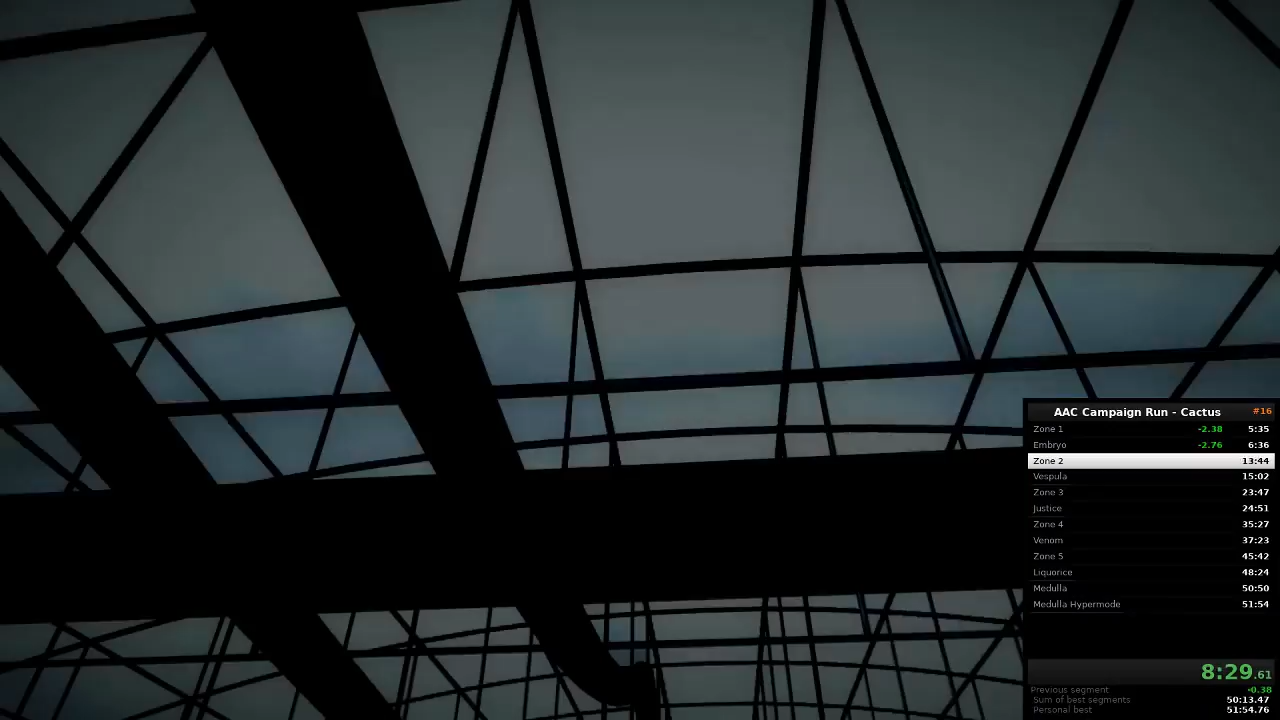 AAC Campaign Run - Cactus #16
Zone 1 -2.38 5:35
Embryo -2.76 6:36
Zone 2 13:44
Vespula 15:02
Zone 3 23:47
Justice 24:51
Zone 4 35:27
Venom 37:23
Zone 5 45:42
Liquorice 48:24
Medulla 50:50
Medulla Hypermode 51:54
8:29.61
Previous segment -0.38
Sum of best segments 50:13.47
Personal best 51:54.76